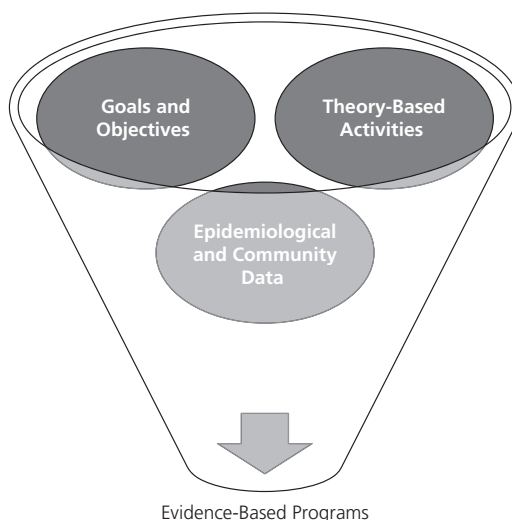 Goals and
Objectives
Theory-Based
Activities
Epidemiological
and Community
Data
Evidence-Based Programs